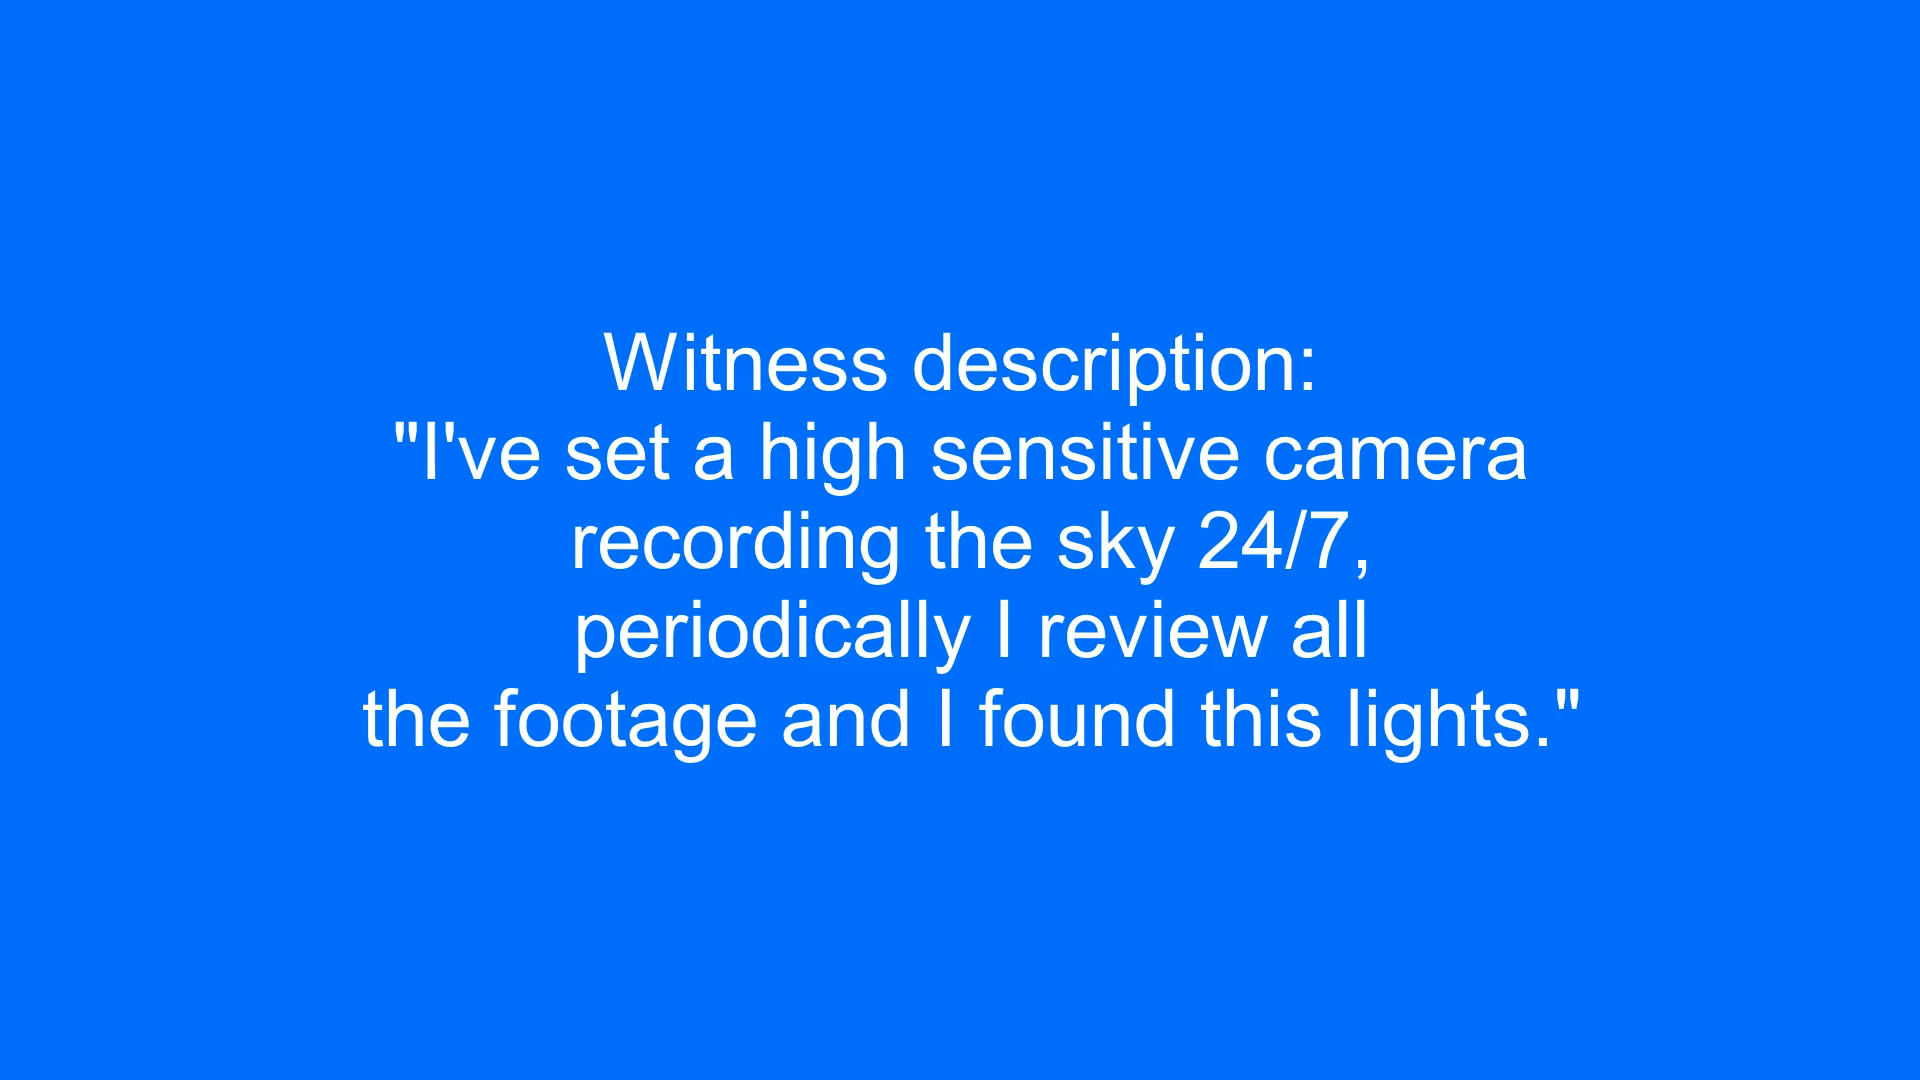 Witness description:
"I've set a high sensitive camera
recording the sky 24/7,
periodically I review all
the footage and I found this lights."